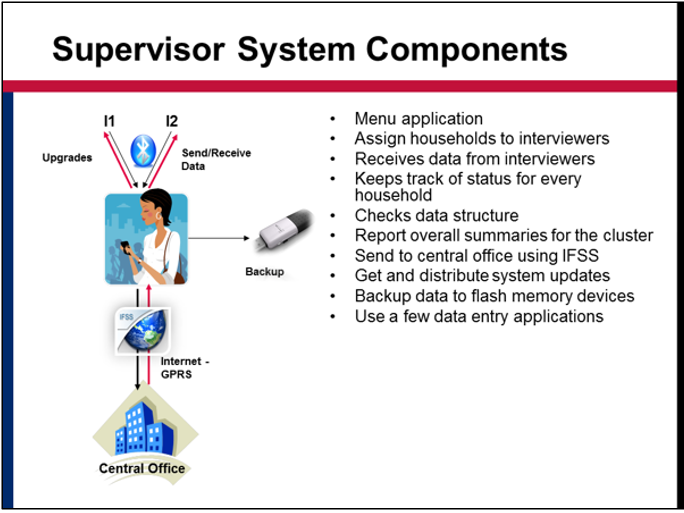 Supervisor System Components
I1
I2
Upgrades
Send/Receive
Data
Backup
IFSS
Internet -
GPRS
Central Office
• Menu application
• Assign households to interviewers
• Receives data from interviewers
• Keeps track of status for every
household
• Checks data structure
• Report overall summaries for the cluster
• Send to central office using IFSS
• Get and distribute system updates
• Backup data to flash memory devices
• Use a few data entry applications